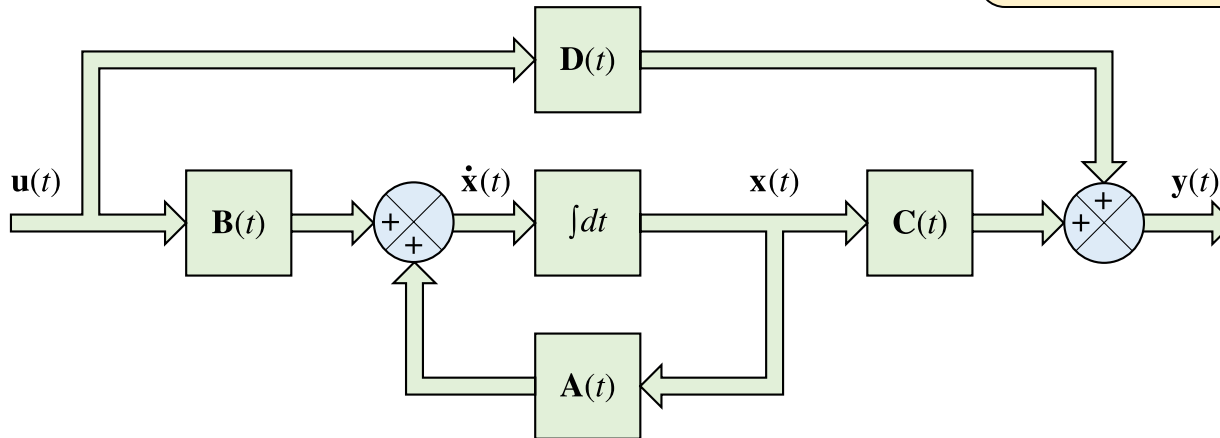 D(t)
u(t)
B(t)
+
+
ẋ(t)
∫dt
x(t)
C(t)
+
+
y(t)
A(t)